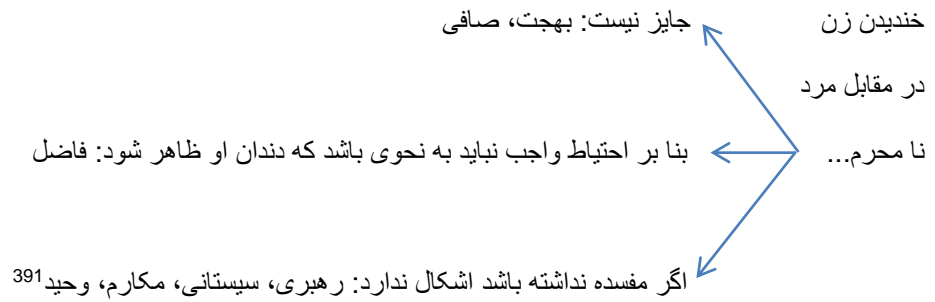 خندیدن زن
جایز نیست: بهجت، صافی
در مقابل مرد
نا محرم...
بنا بر احتیاط واجب نباید به نحوی باشد که دندان او ظاهر شود: فاضل
اگر مفسده نداشته باشد اشکال ندارد: رهبری، سیستانی، مکارم، وحید391